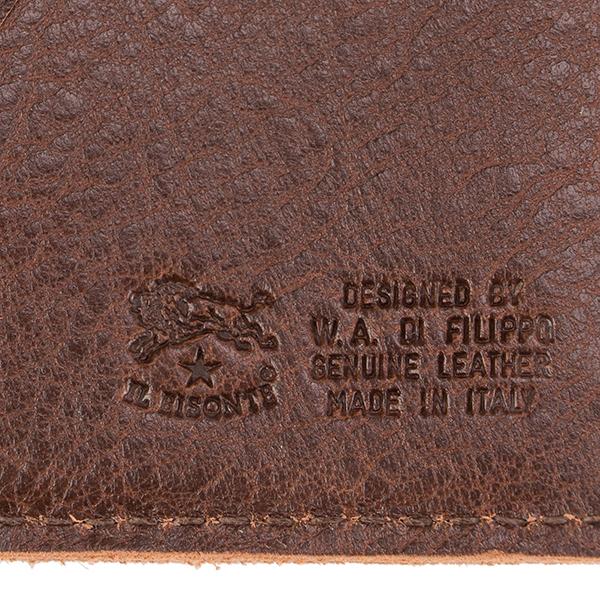 IL BISONTE ©
DESIGNED BY
W.A. DI FILIPPO
GENUINE LEATHER
MADE IN ITALY